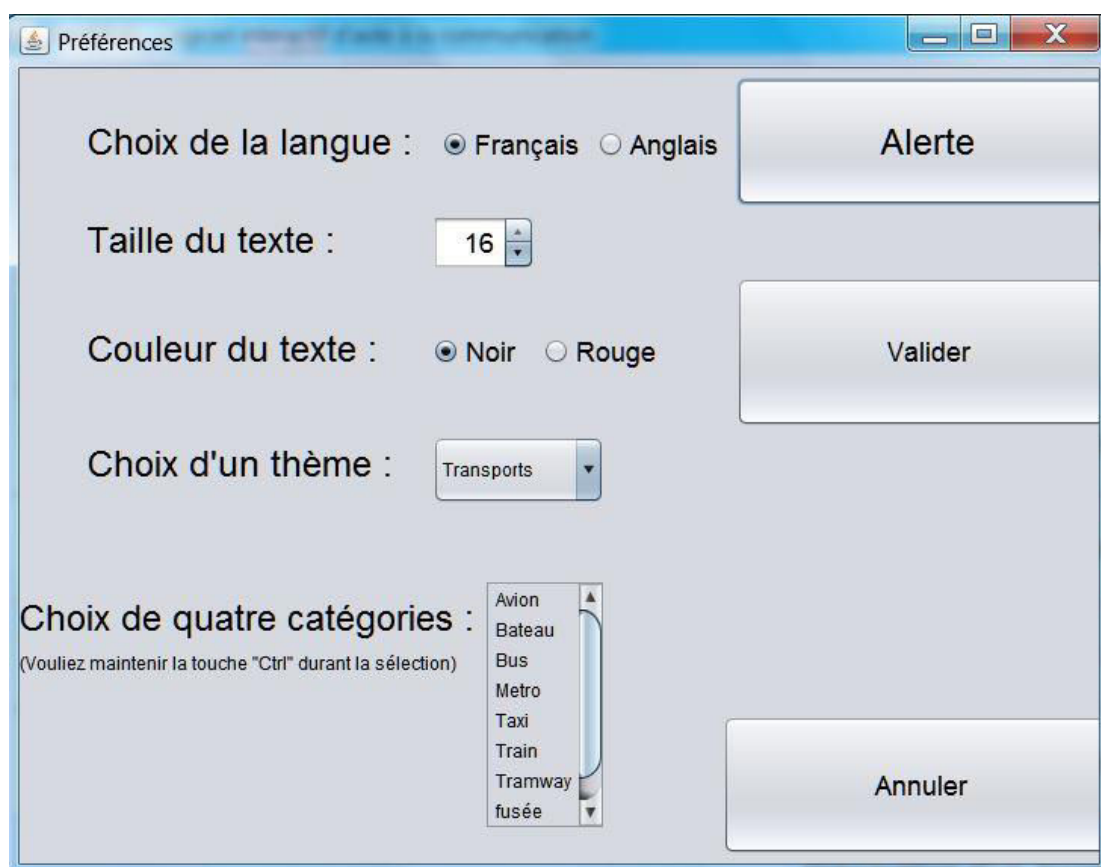 Préférences
Choix de la langue : Français Anglais Alerte
Taille du texte : 16
Couleur du texte : Noir Rouge Valider
Choix d'un thème : Transports
Choix de quatre catégories :
(Vouliez maintenir la touche "Ctrl" durant la sélection)
Avion
Bateau
Bus
Metro
Taxi
Train
Tramway
fusée
Annuler